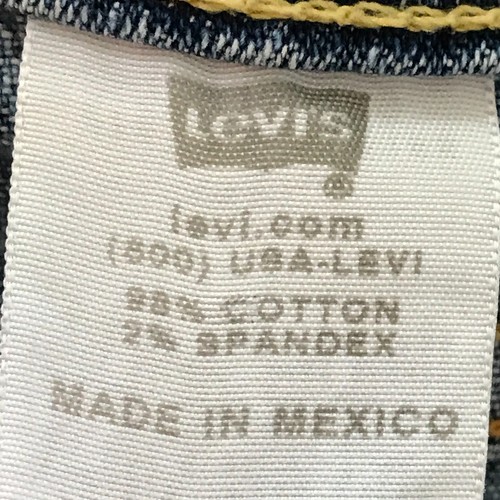 Levi's
®
levi.com
(800) USA-LEVI
98% COTTON
2% SPANDEX
MADE IN MEXICO